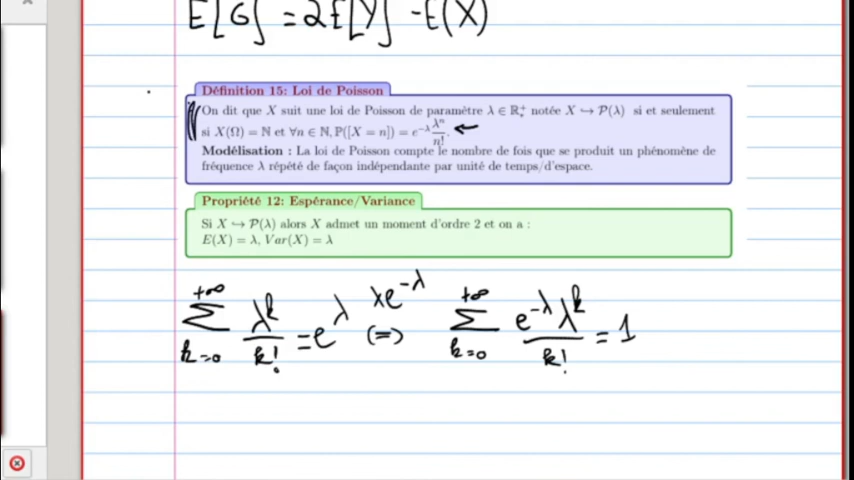 E[G] = 2E[Y] - E(X)
Définition 15: Loi de Poisson
On dit que X suit une loi de Poisson de paramètre λ ∈ ℝ₊* notée X ↪ 𝒫(λ) si et seulement
si X(Ω) = ℕ et ∀n ∈ ℕ, ℙ([X = n]) = e^{-λ} λ^n/n!.
Modélisation : La loi de Poisson compte le nombre de fois que se produit un phénomène de
fréquence λ répété de façon indépendante par unité de temps/d'espace.
Propriété 12: Espérance/Variance
Si X ↪ 𝒫(λ) alors X admet un moment d'ordre 2 et on a :
E(X) = λ, Var(X) = λ
∑_{k=0}^{+∞} λ^k/k! = e^λ ×e^{-λ} (=) ∑_{k=0}^{+∞} e^{-λ}λ^k/k! = 1